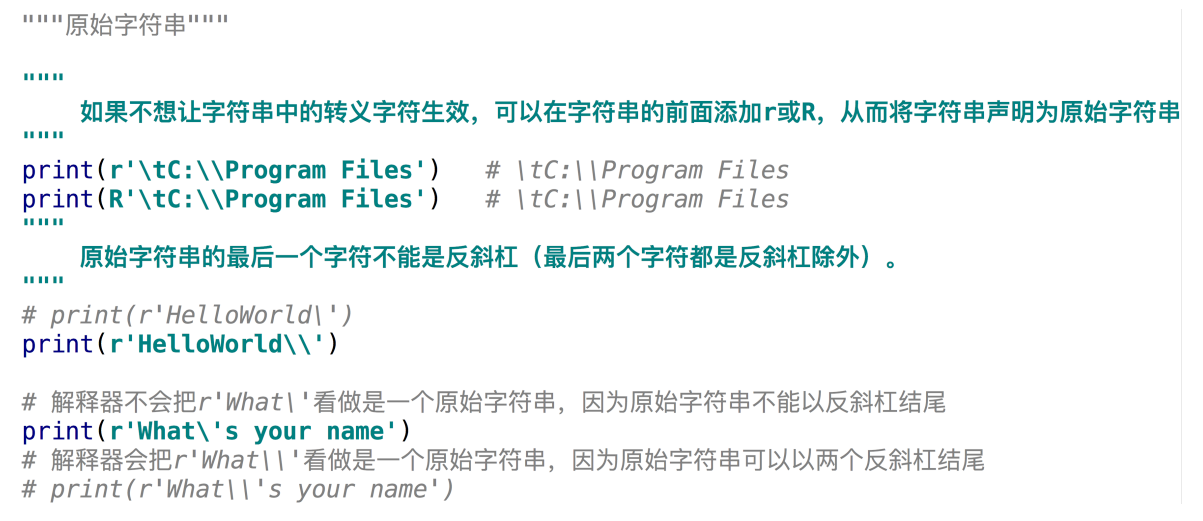 """原始字符串"""
"""
如果不想让字符串中的转义字符生效，可以在字符串的前面添加r或R，从而将字符串声明为原始字符串
"""
print(r'\tC:\\Program Files')   # \tC:\\Program Files
print(R'\tC:\\Program Files')   # \tC:\\Program Files
"""
原始字符串的最后一个字符不能是反斜杠（最后两个字符都是反斜杠除外）。
"""
# print(r'HelloWorld\')
print(r'HelloWorld\\')
# 解释器不会把r'What\'看做是一个原始字符串，因为原始字符串不能以反斜杠结尾
print(r'What\'s your name')
# 解释器会把r'What\\'看做是一个原始字符串，因为原始字符串可以以两个反斜杠结尾
# print(r'What\\'s your name')